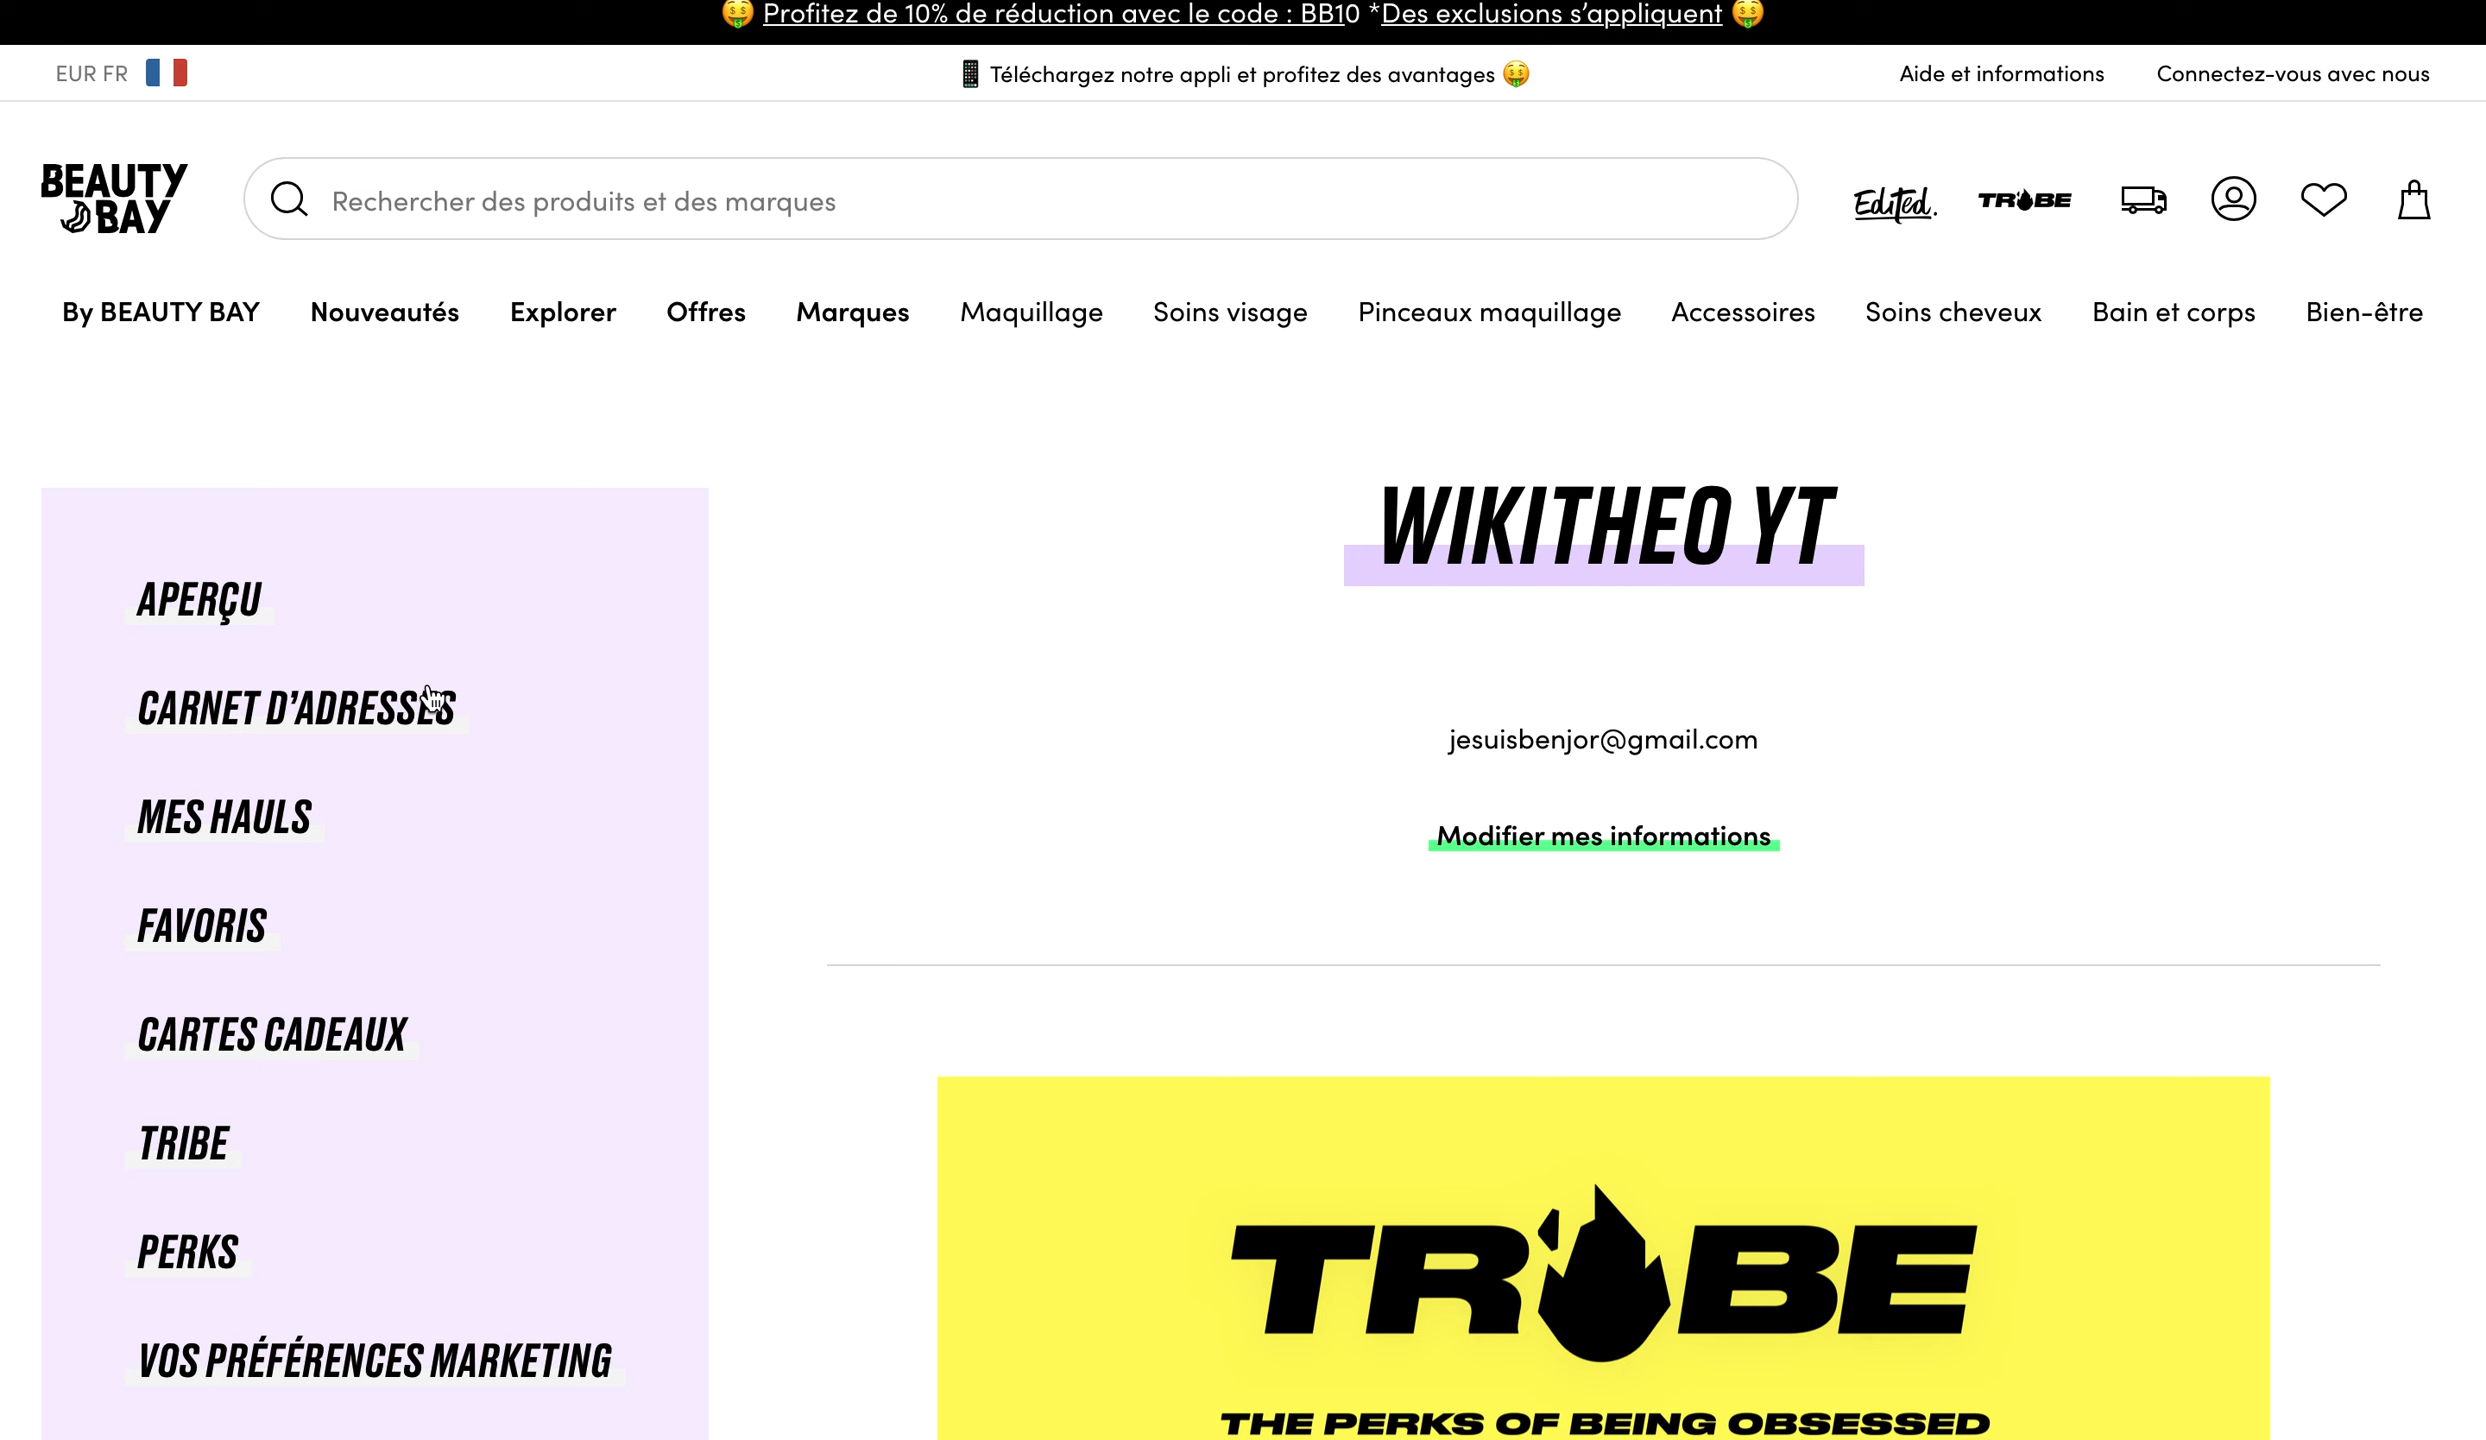 Profitez de 10% de réduction avec le code : BB10 *Des exclusions s’appliquent
EUR FR
Téléchargez notre appli et profitez des avantages
Aide et informations
Connectez-vous avec nous
BEAUTY BAY
Rechercher des produits et des marques
Edited.
TRIBE
By BEAUTY BAY
Nouveautés
Explorer
Offres
Marques
Maquillage
Soins visage
Pinceaux maquillage
Accessoires
Soins cheveux
Bain et corps
Bien-être
APERÇU
CARNET D’ADRESSES
MES HAULS
FAVORIS
CARTES CADEAUX
TRIBE
PERKS
VOS PRÉFÉRENCES MARKETING
WIKITHEO YT
jesuisbenjor@gmail.com
Modifier mes informations
TRIBE
THE PERKS OF BEING OBSESSED